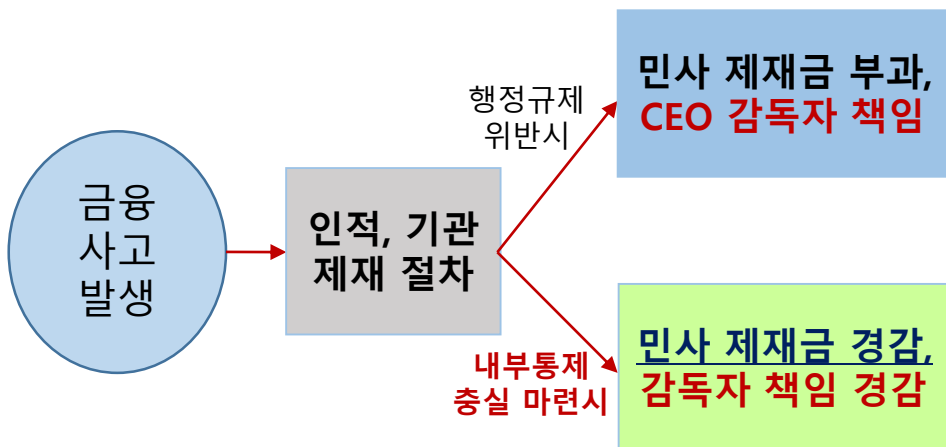 금융
사고
발생
인적, 기관
제재 절차
행정규제
위반시
민사 제재금 부과,
CEO 감독자 책임
내부통제
충실 마련시
민사 제재금 경감,
감독자 책임 경감